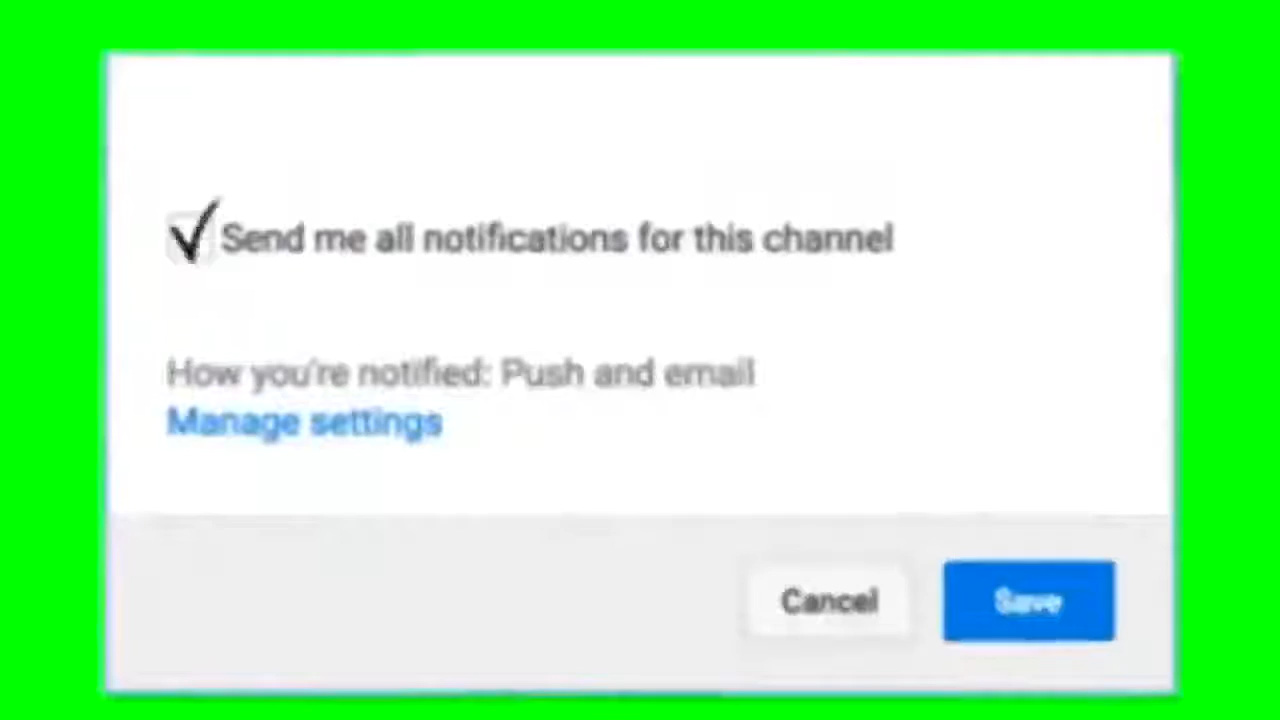 Send me all notifications for this channel
How you're notified: Push and email
Manage settings
Cancel
Save